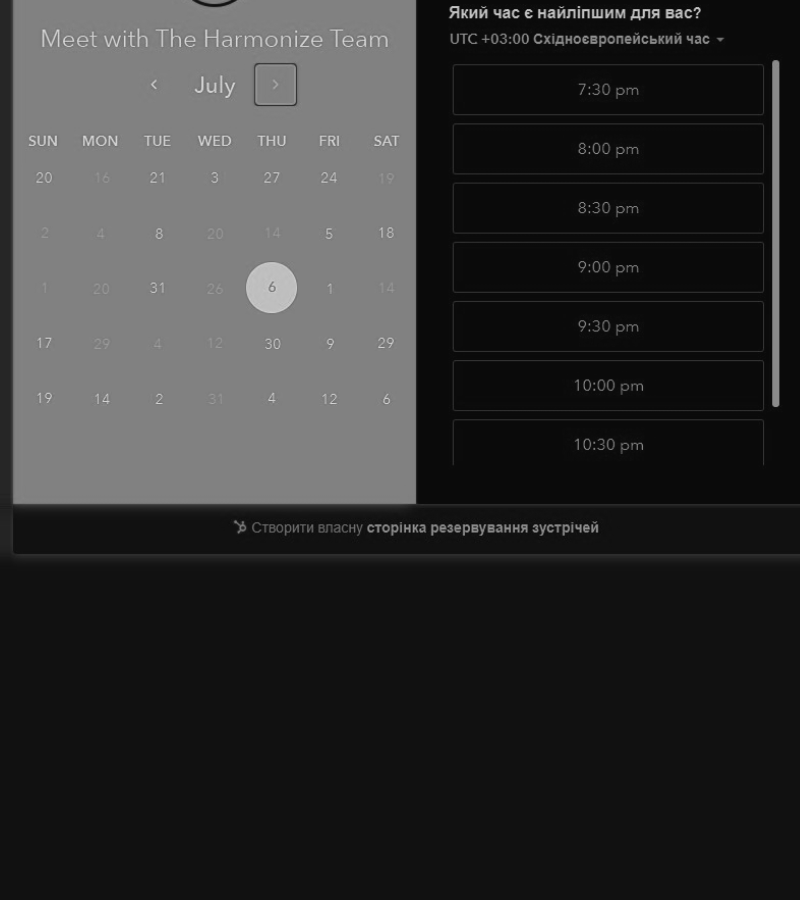 Meet with The Harmonize Team
July
SUN MON TUE WED THU FRI SAT
20 16 21 3 27 24 19
2 4 8 20 14 5 18
1 20 31 26 6 1 14
17 29 4 12 30 9 29
19 14 2 31 4 12 6
Який час є найліпшим для вас?
UTC +03:00 Східноєвропейський час
7:30 pm
8:00 pm
8:30 pm
9:00 pm
9:30 pm
10:00 pm
10:30 pm
Створити власну сторінка резервування зустрічей